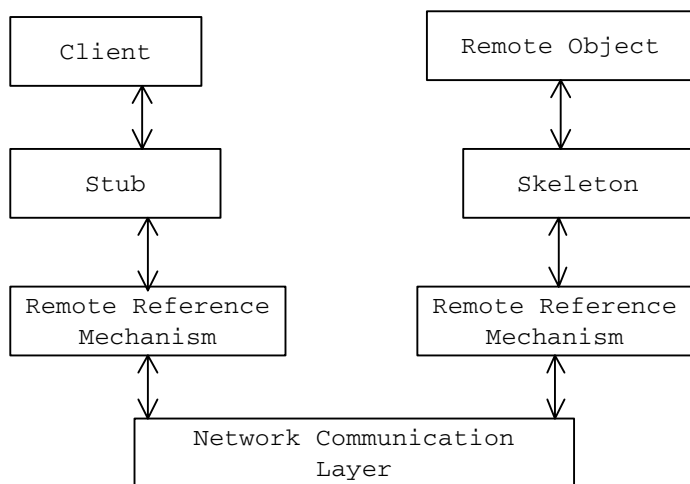 Client
Remote Object
Stub
Skeleton
Remote Reference
Mechanism
Remote Reference
Mechanism
Network Communication
Layer